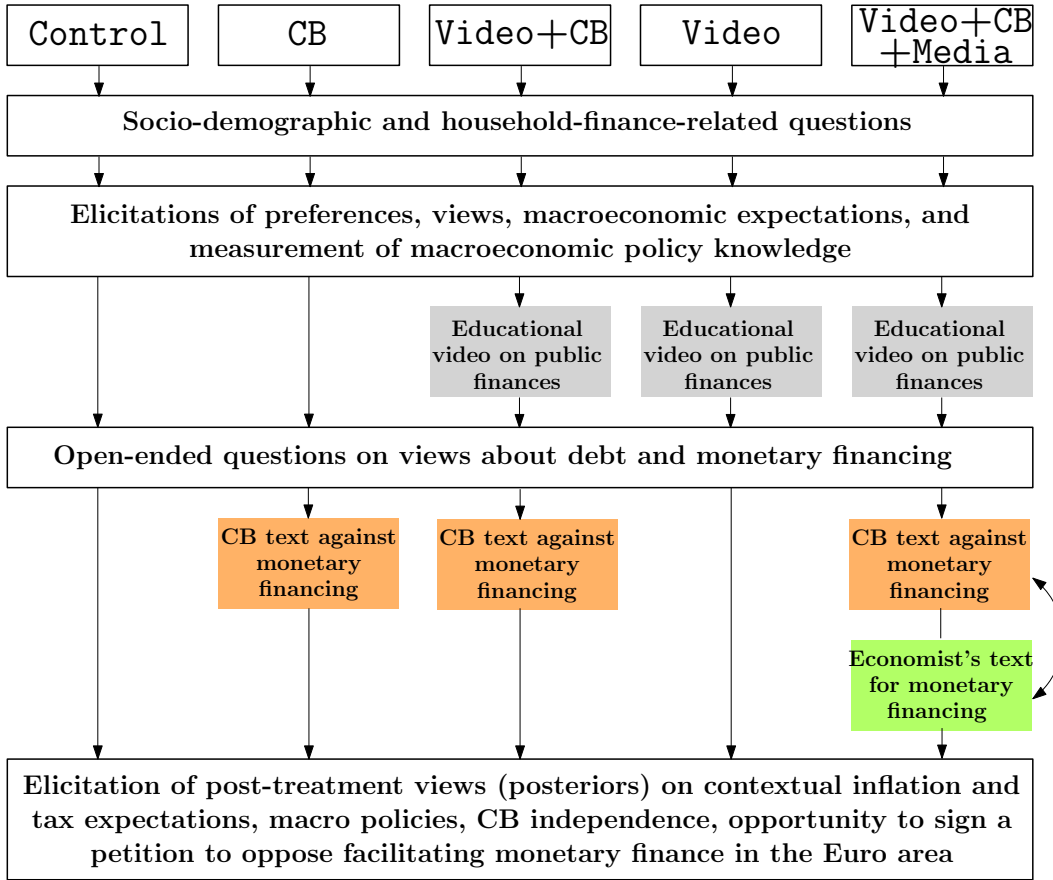 Control
CB
Video+CB
Video
Video+CB
+Media
Socio-demographic and household-finance-related questions
Elicitations of preferences, views, macroeconomic expectations, and
measurement of macroeconomic policy knowledge
Educational
video on public
finances
Educational
video on public
finances
Educational
video on public
finances
Open-ended questions on views about debt and monetary financing
CB text against
monetary
financing
CB text against
monetary
financing
CB text against
monetary
financing
Economist's text
for monetary
financing
Elicitation of post-treatment views (posteriors) on contextual inflation and
tax expectations, macro policies, CB independence, opportunity to sign a
petition to oppose facilitating monetary finance in the Euro area